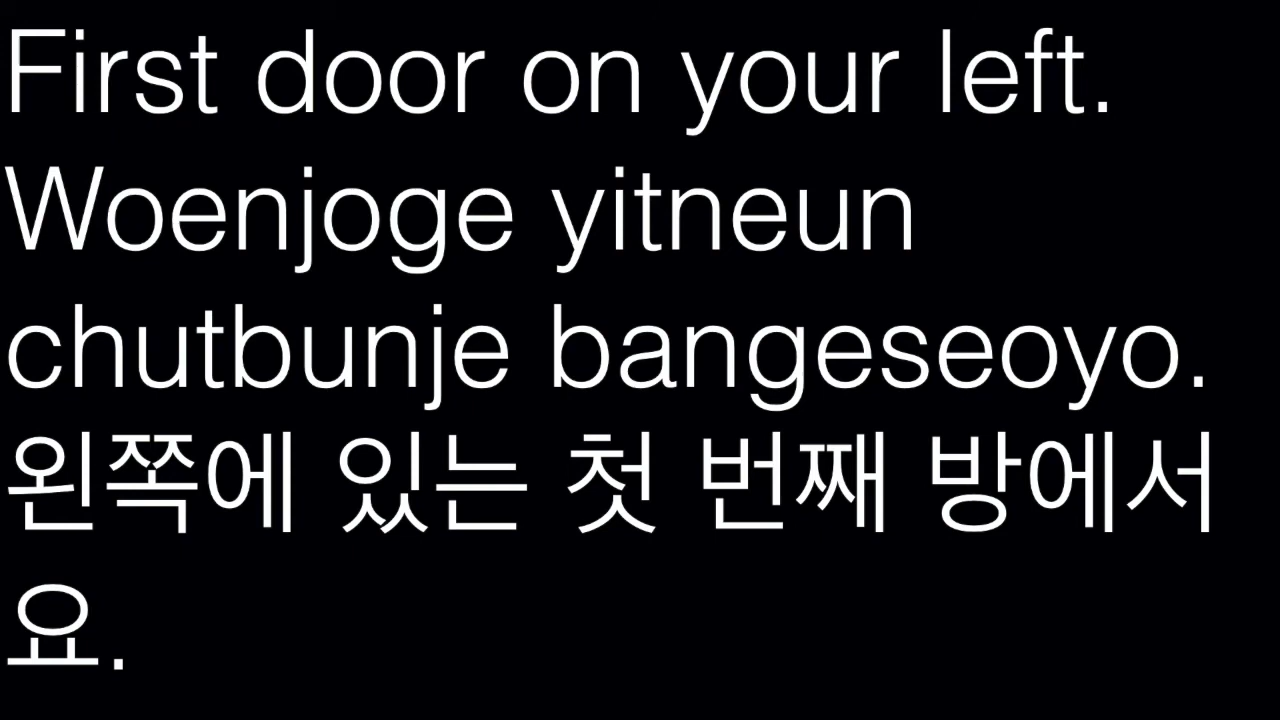 First door on your left.
Woenjoge yitneun
chutbunje bangeseoyo.
왼쪽에 있는 첫 번째 방에서
요.